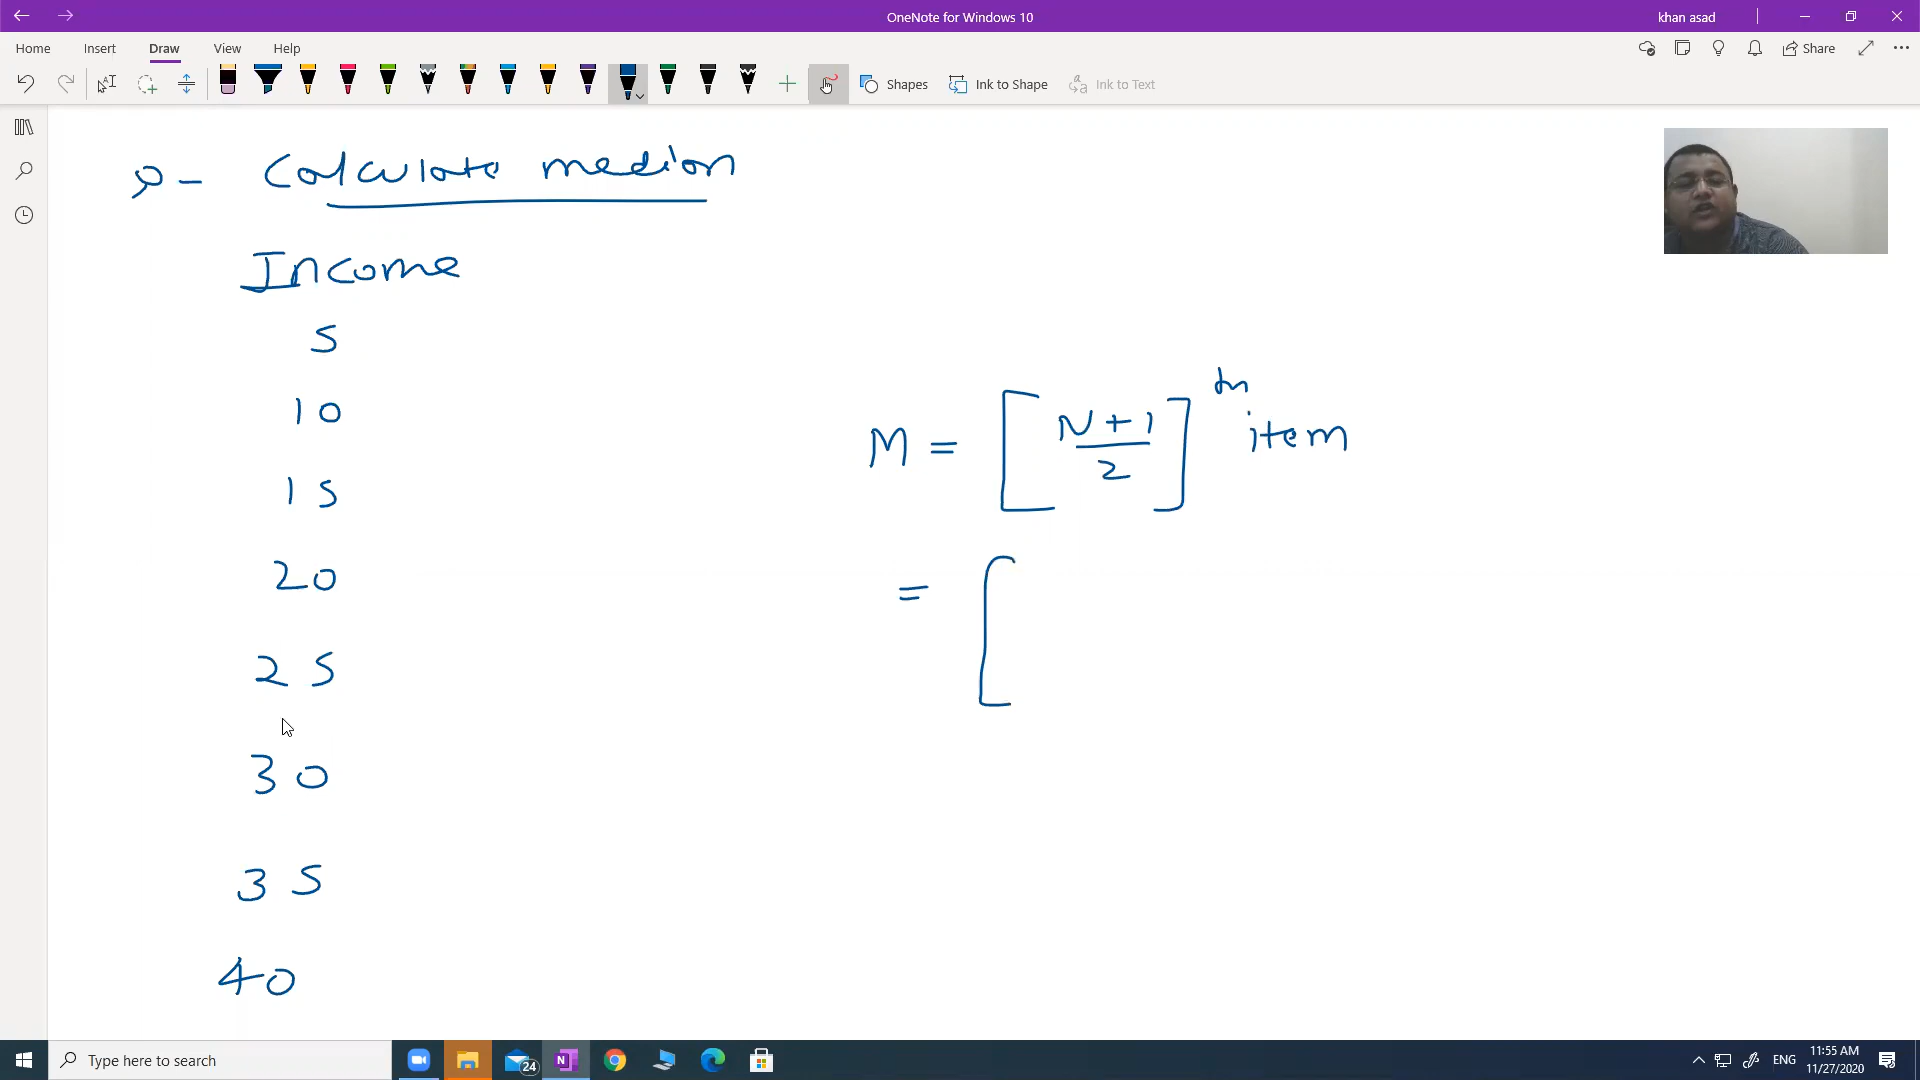 OneNote for Windows 10
khan asad
Home Insert Draw View Help
Share
Shapes Ink to Shape Ink to Text
Q- Calculate median
Income
5
10
15
20
25
30
35
40
M = [N+1/2]th item
= [
Type here to search
24
ENG
11:55 AM
11/27/2020